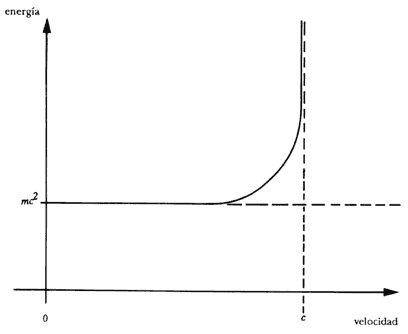 energía
mc²
0
c
velocidad